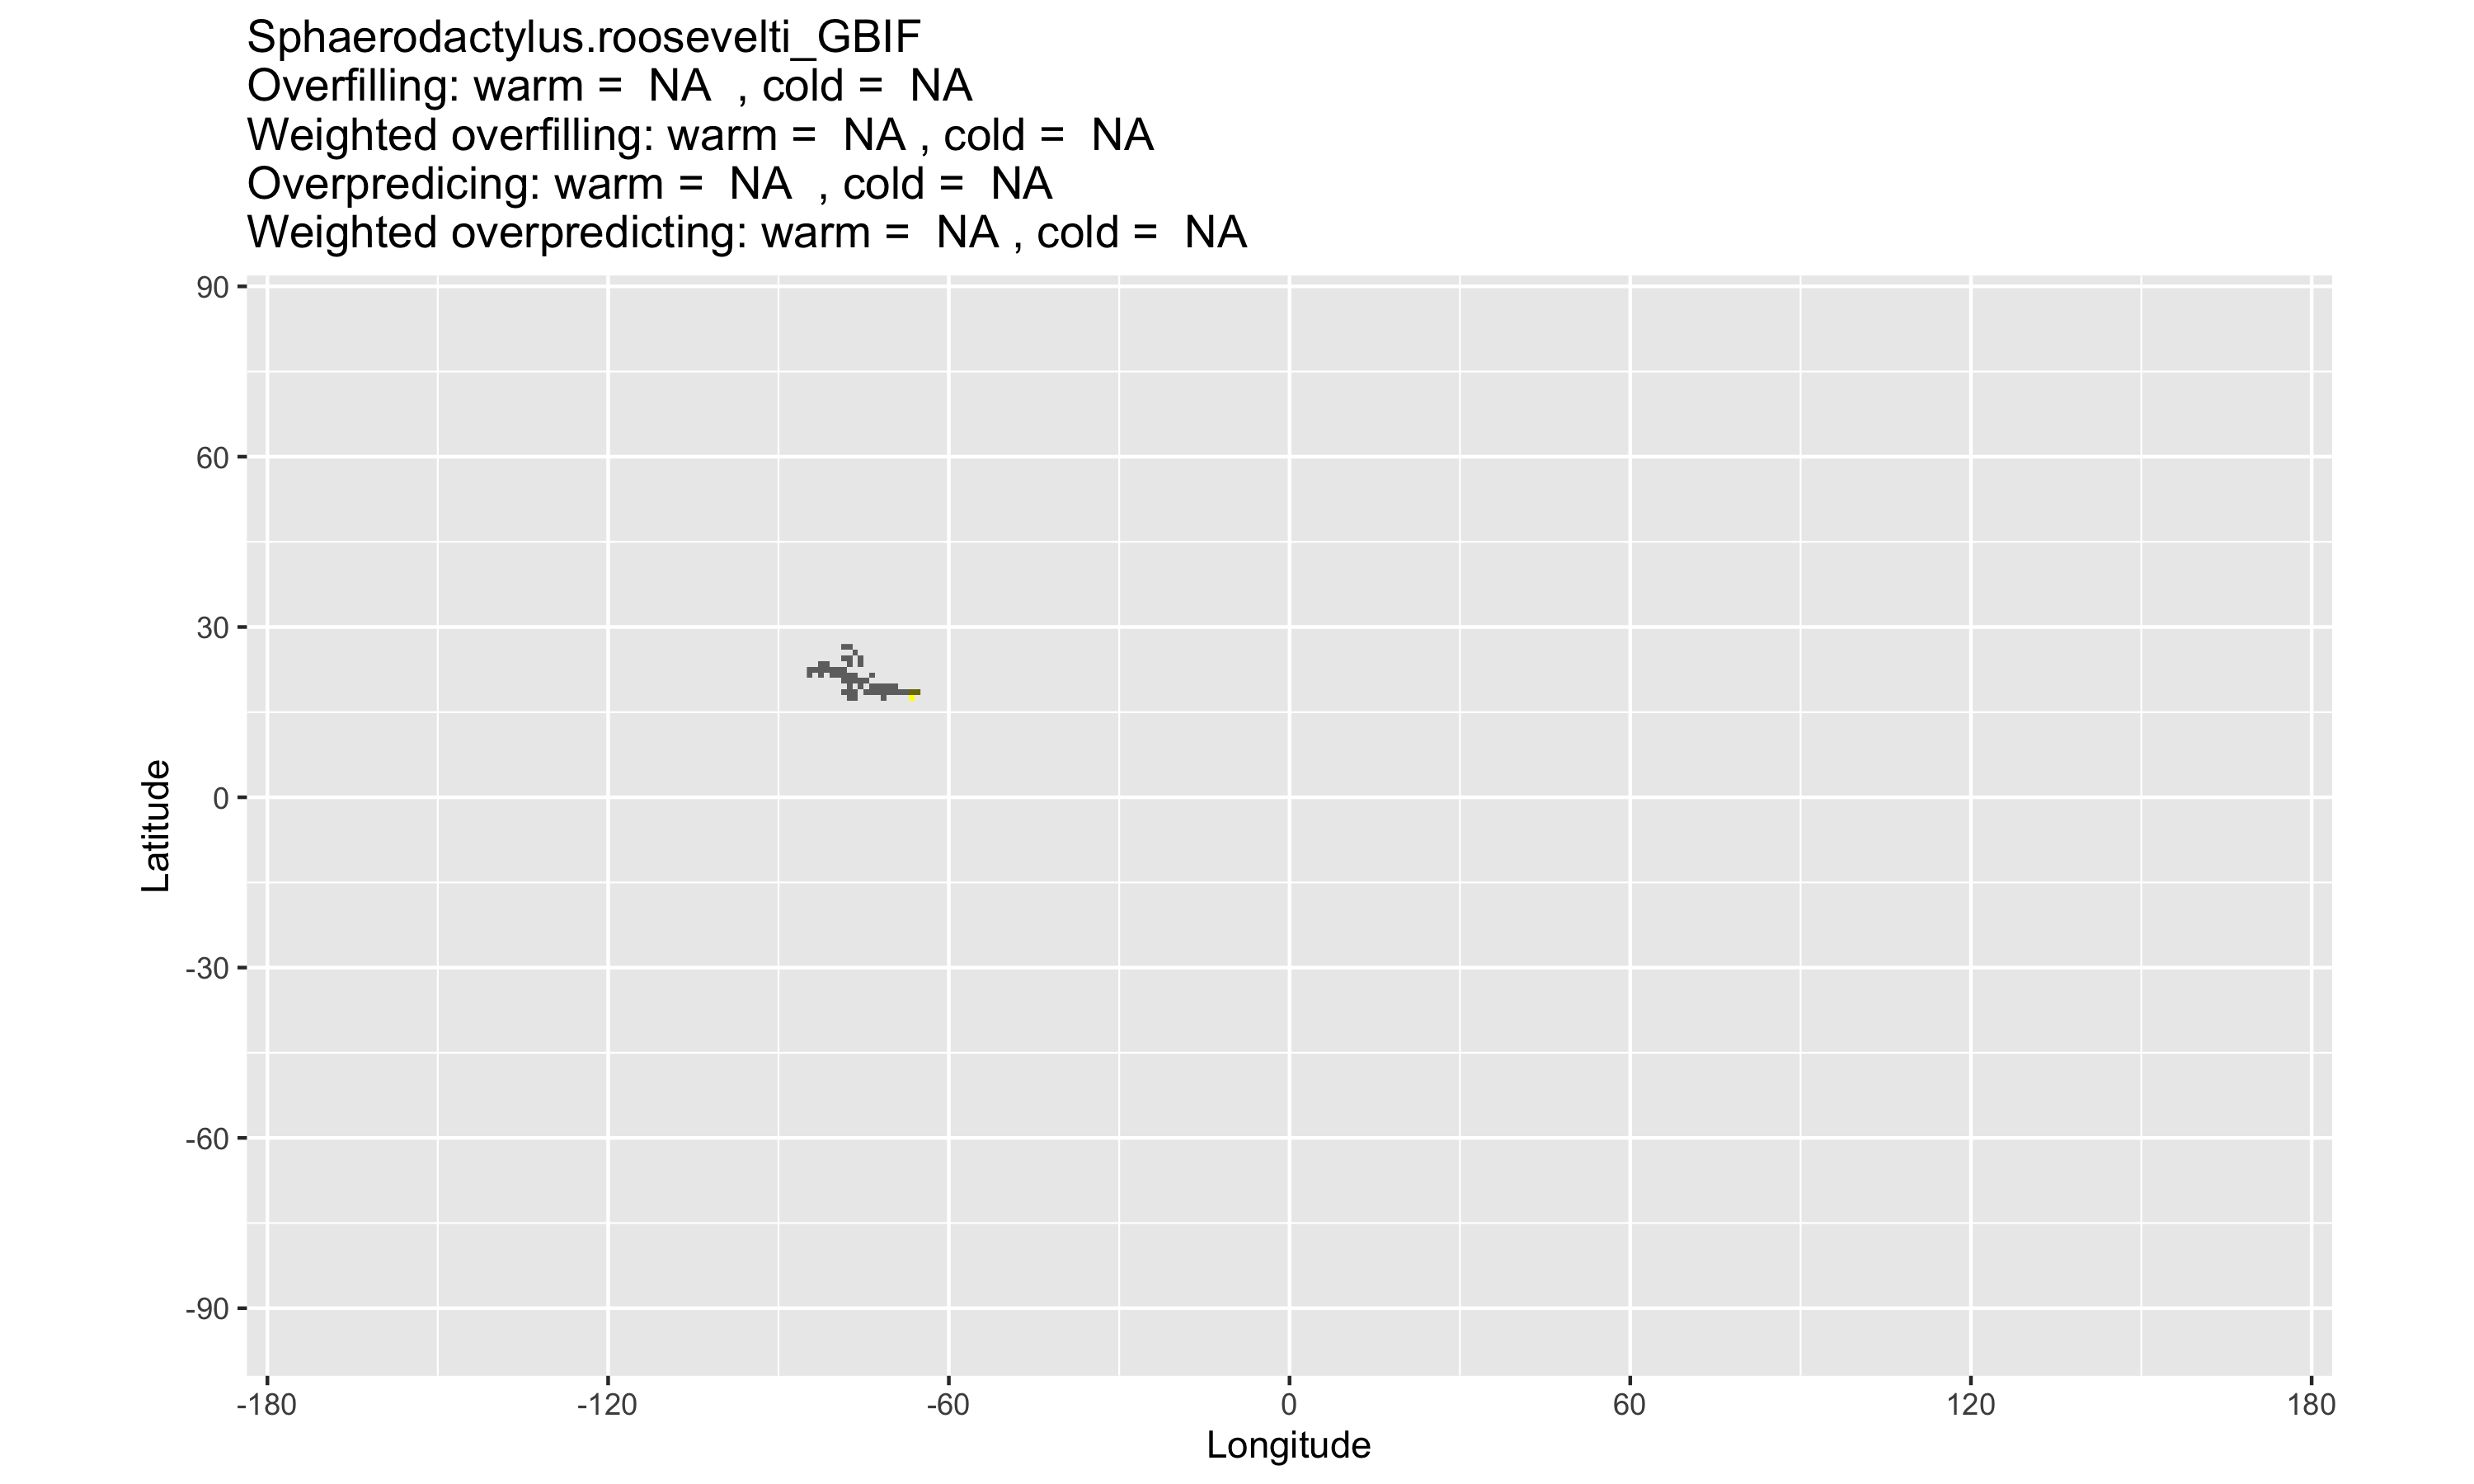 Sphaerodactylus.roosevelti_GBIF
Overfilling: warm =  NA  , cold =  NA
Weighted overfilling: warm =  NA , cold =  NA
Overpredicing: warm =  NA  , cold =  NA
Weighted overpredicting: warm =  NA , cold =  NA
90
60
30
0
-30
-60
-90
Latitude
-180 -120 -60 0 60 120 180
Longitude